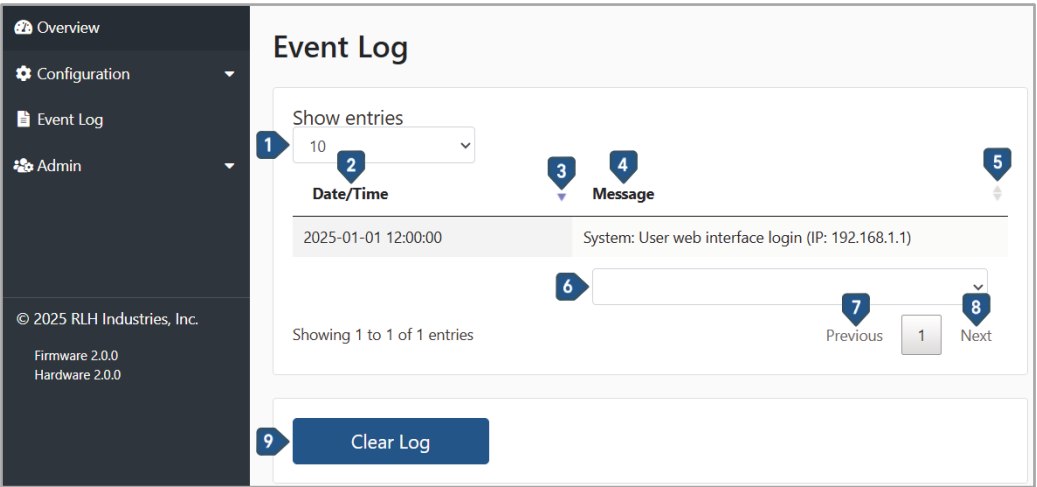 Overview
Configuration
Event Log
Admin
© 2025 RLH Industries, Inc.
Firmware 2.0.0
Hardware 2.0.0
Event Log
Show entries
1
10
2
3
4
5
Date/Time
Message
2025-01-01 12:00:00
System: User web interface login (IP: 192.168.1.1)
6
7
8
Showing 1 to 1 of 1 entries
Previous
1
Next
9
Clear Log